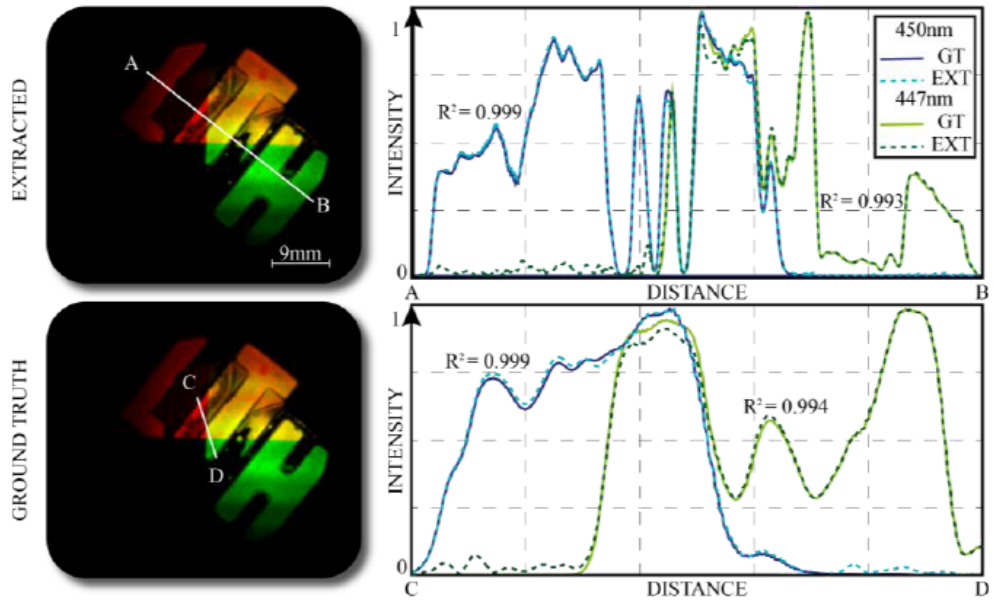 EXTRACTED
A
B
9mm
GROUND TRUTH
C
D
1
INTENSITY
0
R² = 0.999
R² = 0.993
450nm
GT
EXT
447nm
GT
EXT
A
DISTANCE
B
1
INTENSITY
0
R² = 0.999
R² = 0.994
C
DISTANCE
D